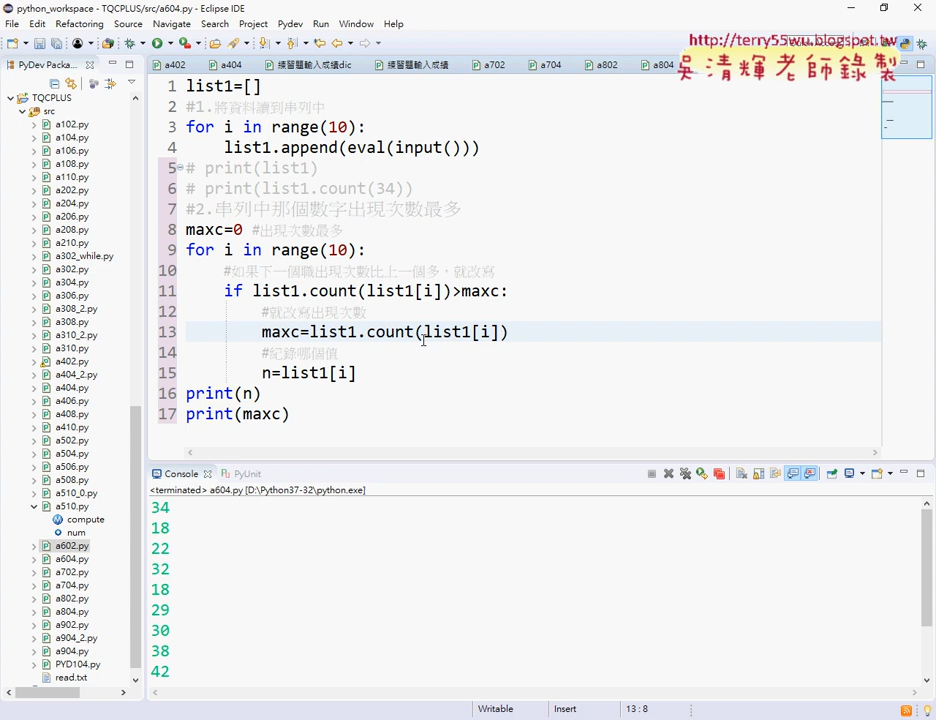 python_workspace - TQCPLUS/src/a604.py - Eclipse IDE
File Edit Refactoring Source Navigate Search Project Pydev Run Window Help
http://terry55wu.blogspot.tw
吳清輝老師錄製
PyDev Packa...
a402 a404 練習題輸入成績dic 練習題輸入成績 a702 a704 a802 a804
TQCPLUS
src
a102.py
a104.py
a106.py
a108.py
a110.py
a202.py
a204.py
a206.py
a208.py
a210.py
a302_while.py
a302.py
a304.py
a306.py
a308_2.py
a308.py
a310_2.py
a310.py
a402.py
a404_2.py
a404.py
a406.py
a408.py
a410.py
a502.py
a504.py
a506.py
a508.py
a510_0.py
a510.py
compute
num
a602.py
a604.py
a702.py
a704.py
a802.py
a804.py
a902.py
a904_2.py
a904.py
PYD104.py
read.txt
1 list1=[]
2 #1.將資料讀到串列中
3 for i in range(10):
4 list1.append(eval(input()))
5 # print(list1)
6 # print(list1.count(34))
7 #2.串列中那個數字出現次數最多
8 maxc=0 #出現次數最多
9 for i in range(10):
10 #如果下一個職出現次數比上一個多，就改寫
11 if list1.count(list1[i])>maxc:
12 #就改寫出現次數
13 maxc=list1.count(list1[i])
14 #紀錄哪個值
15 n=list1[i]
16 print(n)
17 print(maxc)
Console PyUnit
<terminated> a604.py [D:\Python37-32\python.exe]
34
18
22
32
18
29
30
38
42
Writable Insert 13 : 8